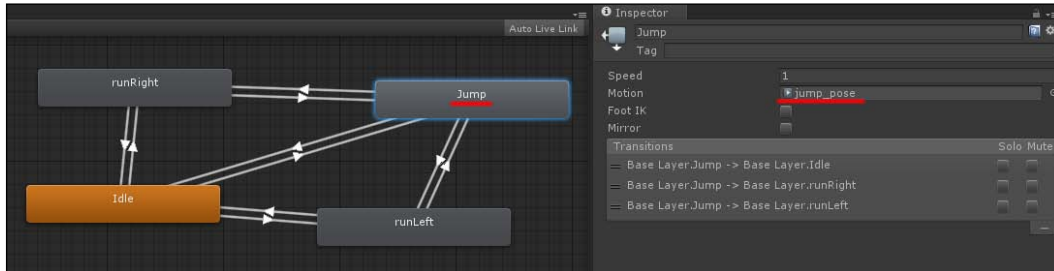 Auto Live Link
runRight
Jump
Idle
runLeft
Inspector
Jump
Tag
Speed 1
Motion jump_pose
Foot IK
Mirror
Transitions Solo Mute
Base Layer.Jump -> Base Layer.Idle
Base Layer.Jump -> Base Layer.runRight
Base Layer.Jump -> Base Layer.runLeft